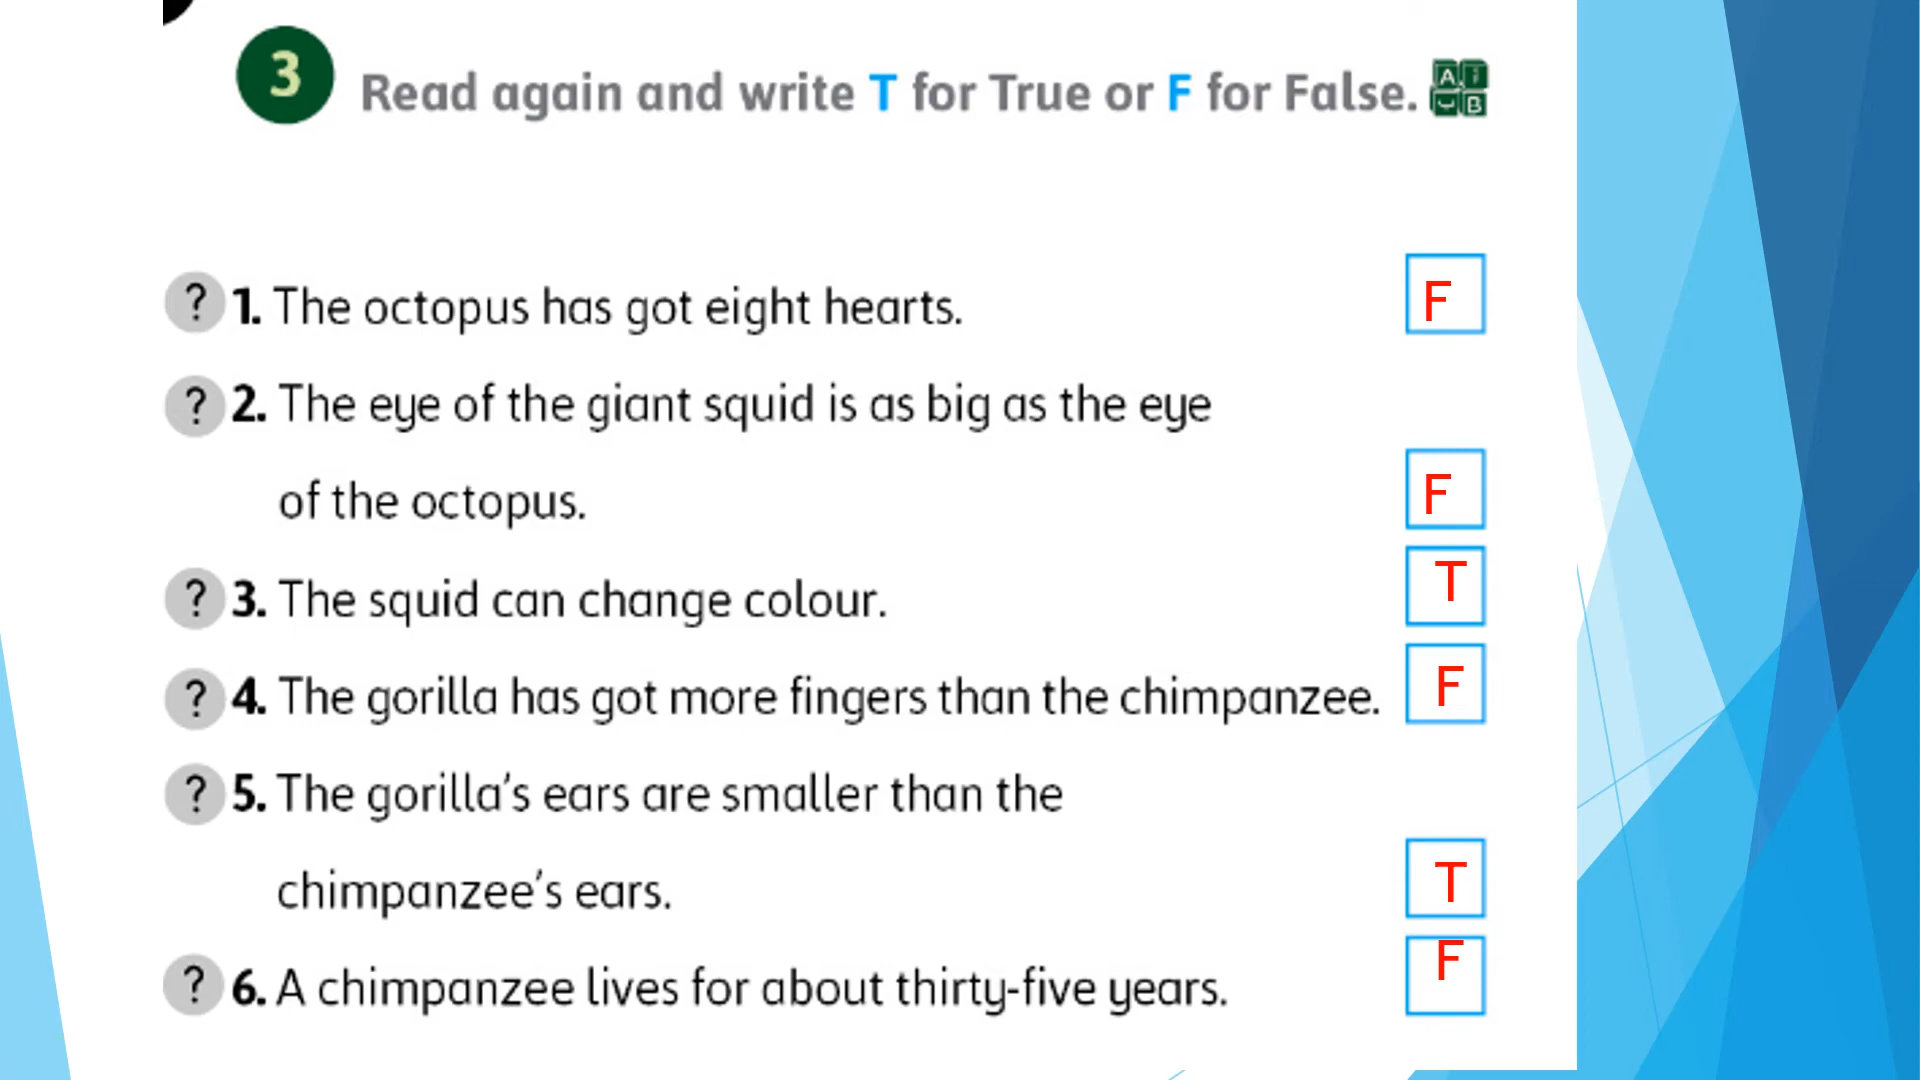 3 Read again and write T for True or F for False.
? 1. The octopus has got eight hearts. F
? 2. The eye of the giant squid is as big as the eye
of the octopus. F
? 3. The squid can change colour. T
? 4. The gorilla has got more fingers than the chimpanzee. F
? 5. The gorilla's ears are smaller than the
chimpanzee's ears. T
? 6. A chimpanzee lives for about thirty-five years. F